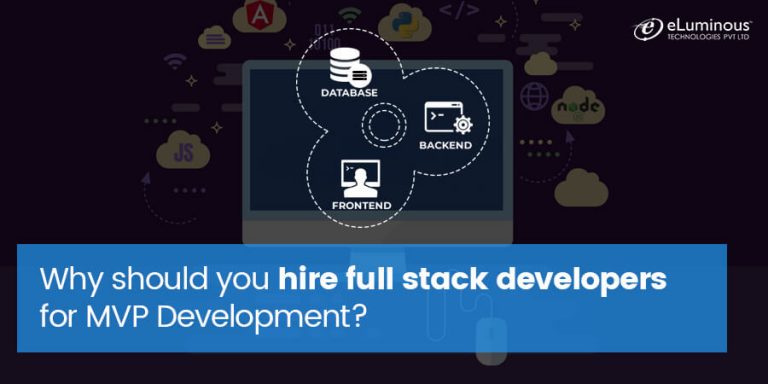 eLuminous
TECHNOLOGIES PVT LTD
</>
DATABASE
BACKEND
JS
node
FRONTEND
Why should you hire full stack developers
for MVP Development?